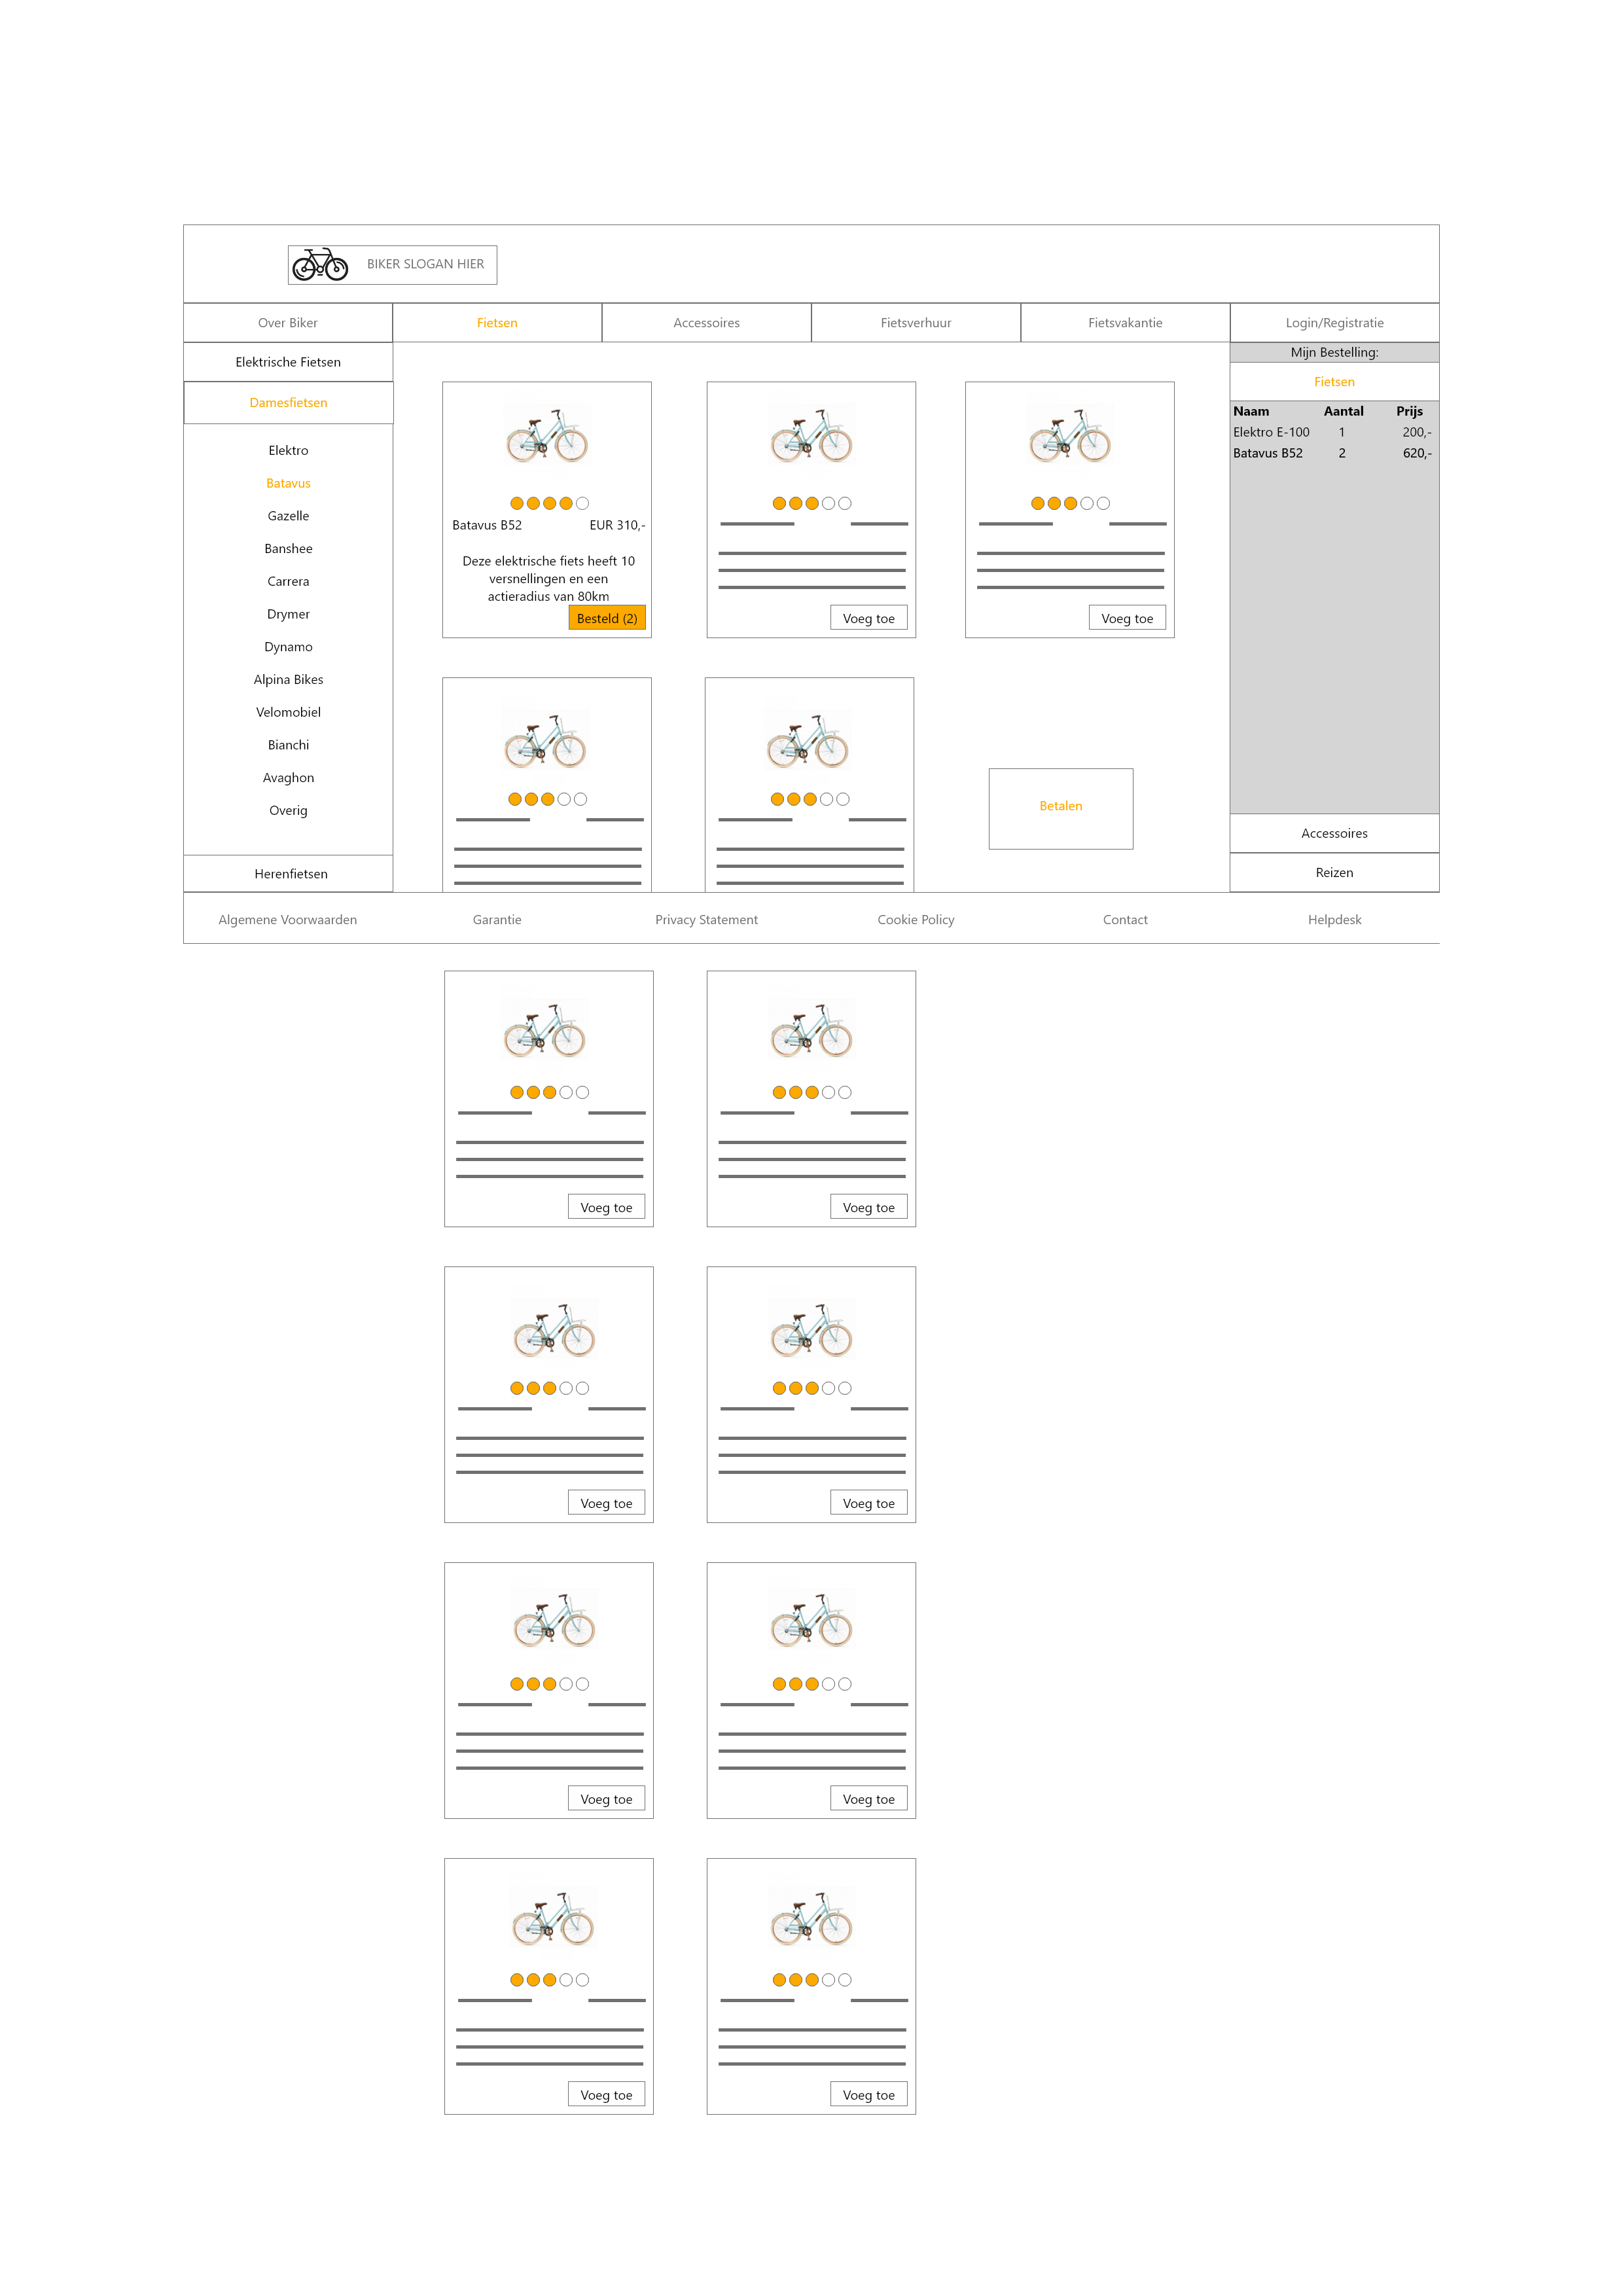 BIKER SLOGAN HIER
Over Biker
Fietsen
Accessoires
Fietsverhuur
Fietsvakantie
Login/Registratie
Elektrische Fietsen
Damesfietsen
Elektro
Batavus
Gazelle
Banshee
Carrera
Drymer
Dynamo
Alpina Bikes
Velomobiel
Bianchi
Avaghon
Overig
Herenfietsen
Batavus B52 EUR 310,-
Deze elektrische fiets heeft 10
versnellingen en een
actieradius van 80km
Besteld (2)
Voeg toe
Voeg toe
Betalen
Mijn Bestelling:
Fietsen
Naam Aantal Prijs
Elektro E-100 1 200,-
Batavus B52 2 620,-
Accessoires
Reizen
Algemene Voorwaarden
Garantie
Privacy Statement
Cookie Policy
Contact
Helpdesk
Voeg toe
Voeg toe
Voeg toe
Voeg toe
Voeg toe
Voeg toe
Voeg toe
Voeg toe